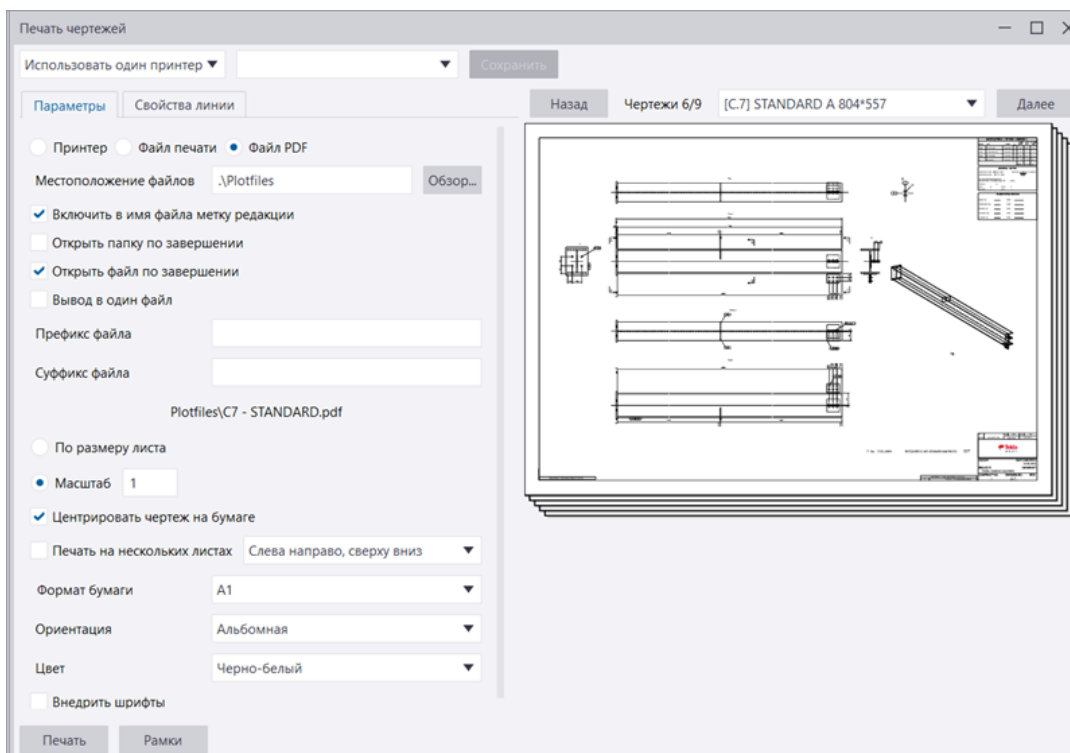 Печать чертежей
Использовать один принтер
Сохранить
Параметры
Свойства линии
Назад
Чертежи 6/9
[C.7] STANDARD A 804*557
Далее
Принтер
Файл печати
Файл PDF
Местоположение файлов
.\Plotfiles
Обзор...
Включить в имя файла метку редакции
Открыть папку по завершении
Открыть файл по завершении
Вывод в один файл
Префикс файла
Суффикс файла
Plotfiles\C7 - STANDARD.pdf
По размеру листа
Масштаб
1
Центрировать чертеж на бумаге
Печать на нескольких листах
Слева направо, сверху вниз
Формат бумаги
A1
Ориентация
Альбомная
Цвет
Черно-белый
Внедрить шрифты
Печать
Рамки